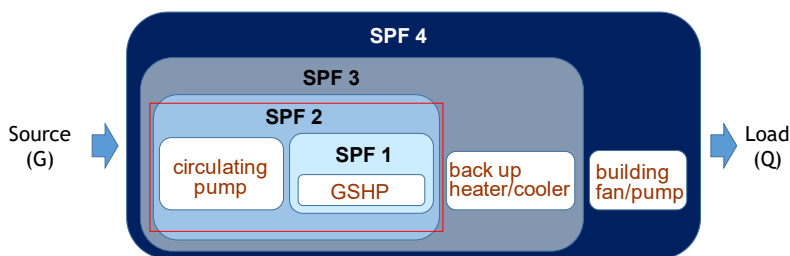 SPF 4
SPF 3
SPF 2
SPF 1
Source
(G)
circulating
pump
GSHP
back up
heater/cooler
building
fan/pump
Load
(Q)